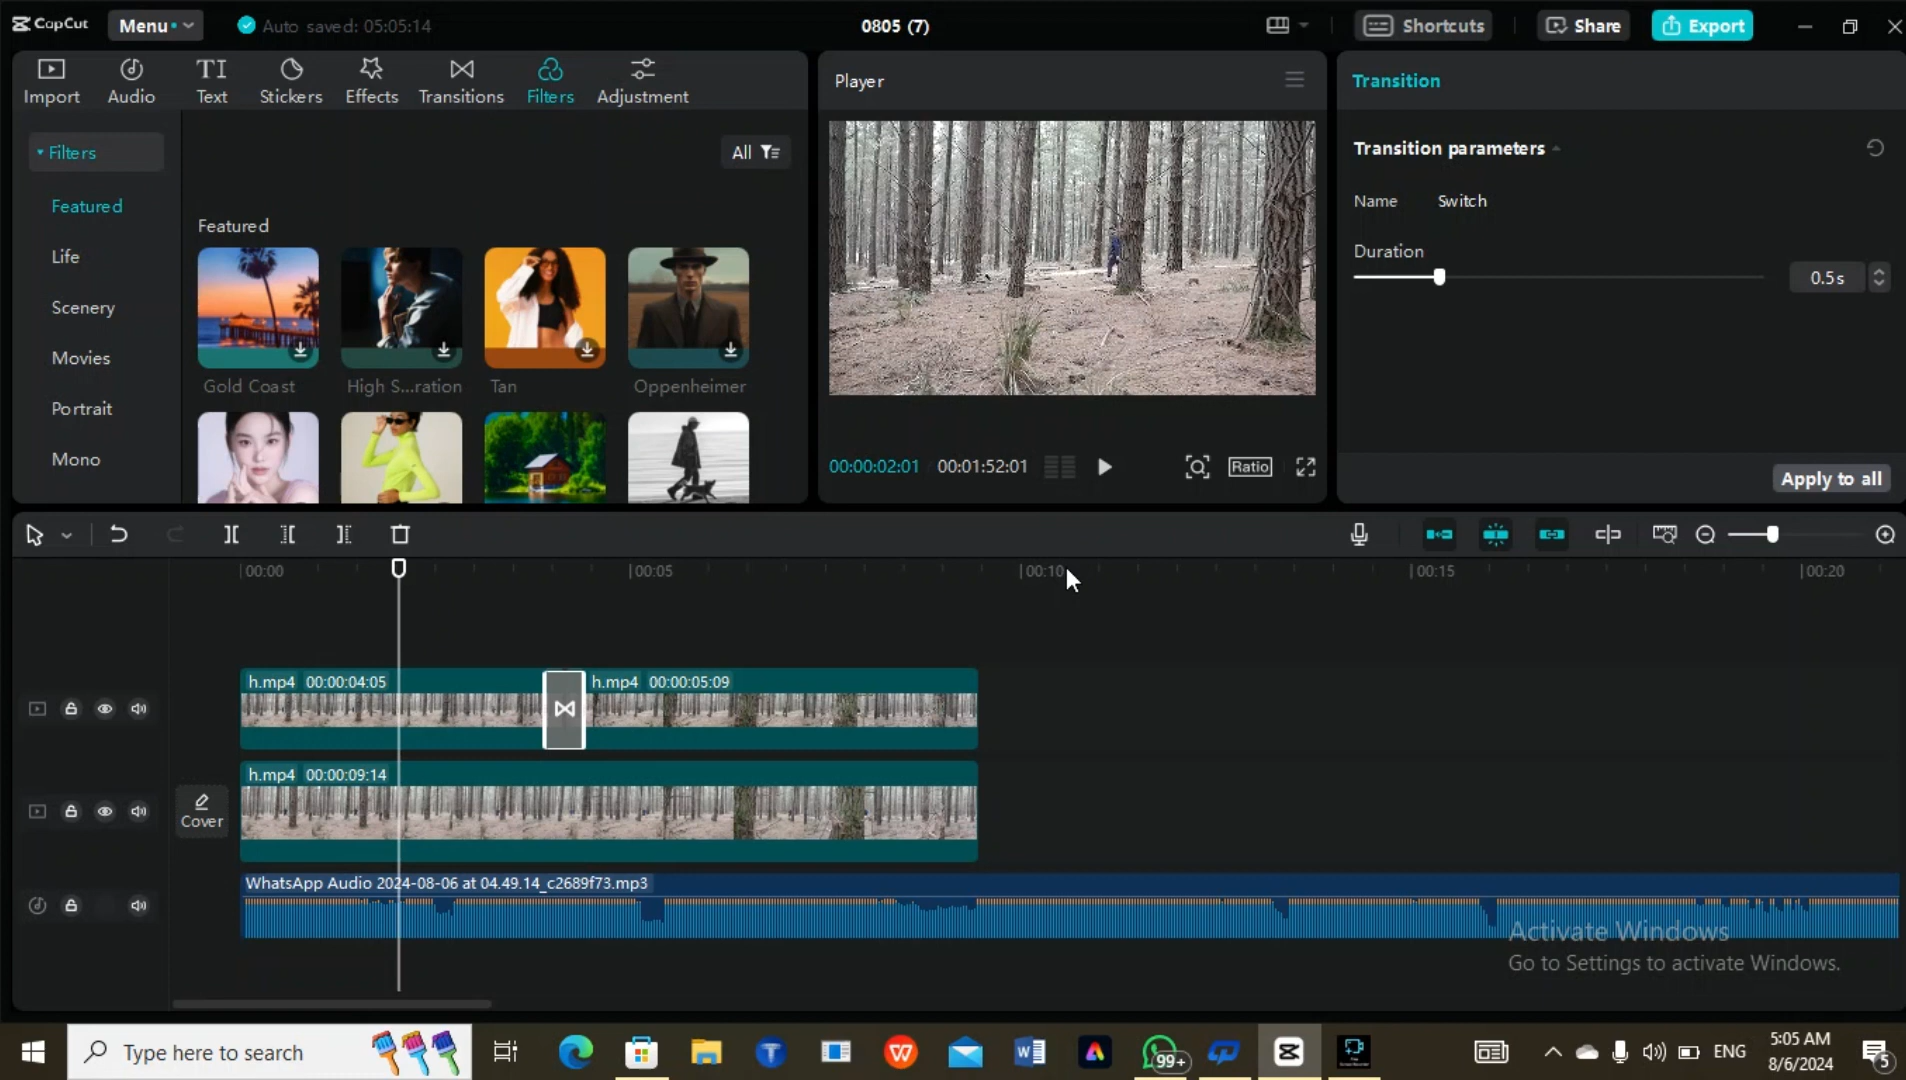 CapCut
Menu
Auto saved: 05:05:14
0805 (7)
Shortcuts
Share
Export
Import
Audio
TI
Text
Stickers
Effects
Transitions
Filters
Adjustment
Filters
Featured
Life
Scenery
Movies
Portrait
Mono
All
Featured
Gold Coast
High S...ration
Tan
Oppenheimer
Player
00:00:02:01
00:01:52:01
Ratio
Transition
Transition parameters
Name
Switch
Duration
0.5s
Apply to all
00:00
00:05
00:10
00:15
00:20
h.mp4 00:00:04:05
h.mp4 00:00:05:09
h.mp4 00:00:09:14
Cover
WhatsApp Audio 2024-08-06 at 04.49.14_c2689f73.mp3
Activate Windows
Go to Settings to activate Windows.
Type here to search
99+
ENG
5:05 AM
8/6/2024
5